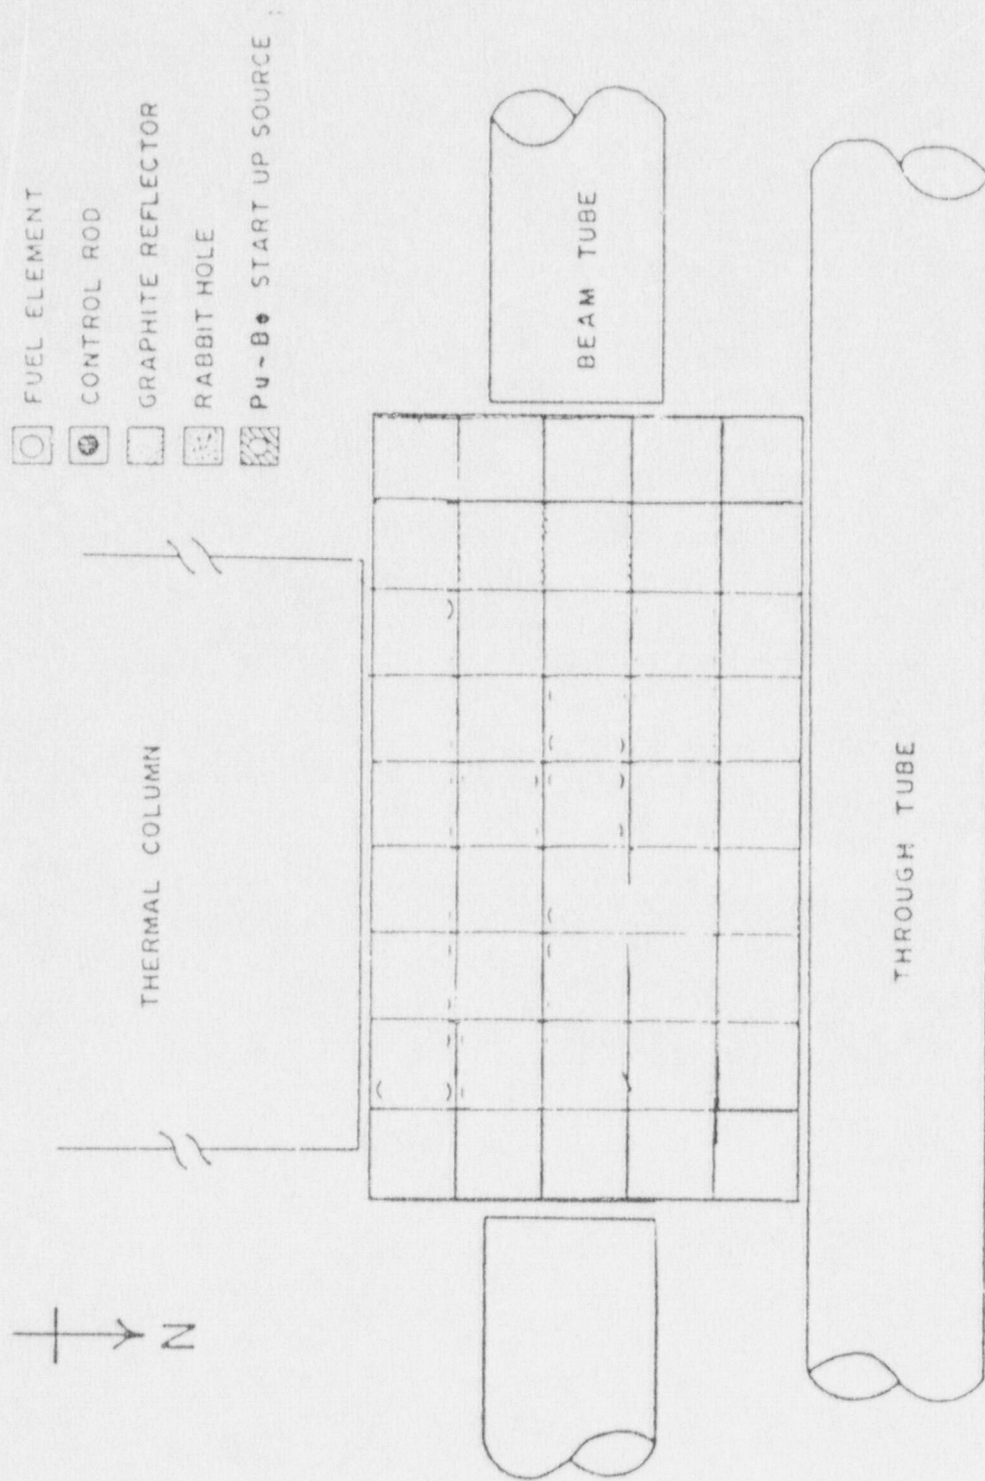 FUEL ELEMENT
CONTROL ROD
GRAPHITE REFLECTOR
RABBIT HOLE
Pu-Be START UP SOURCE
THERMAL COLUMN
BEAM TUBE
THROUGH TUBE
N